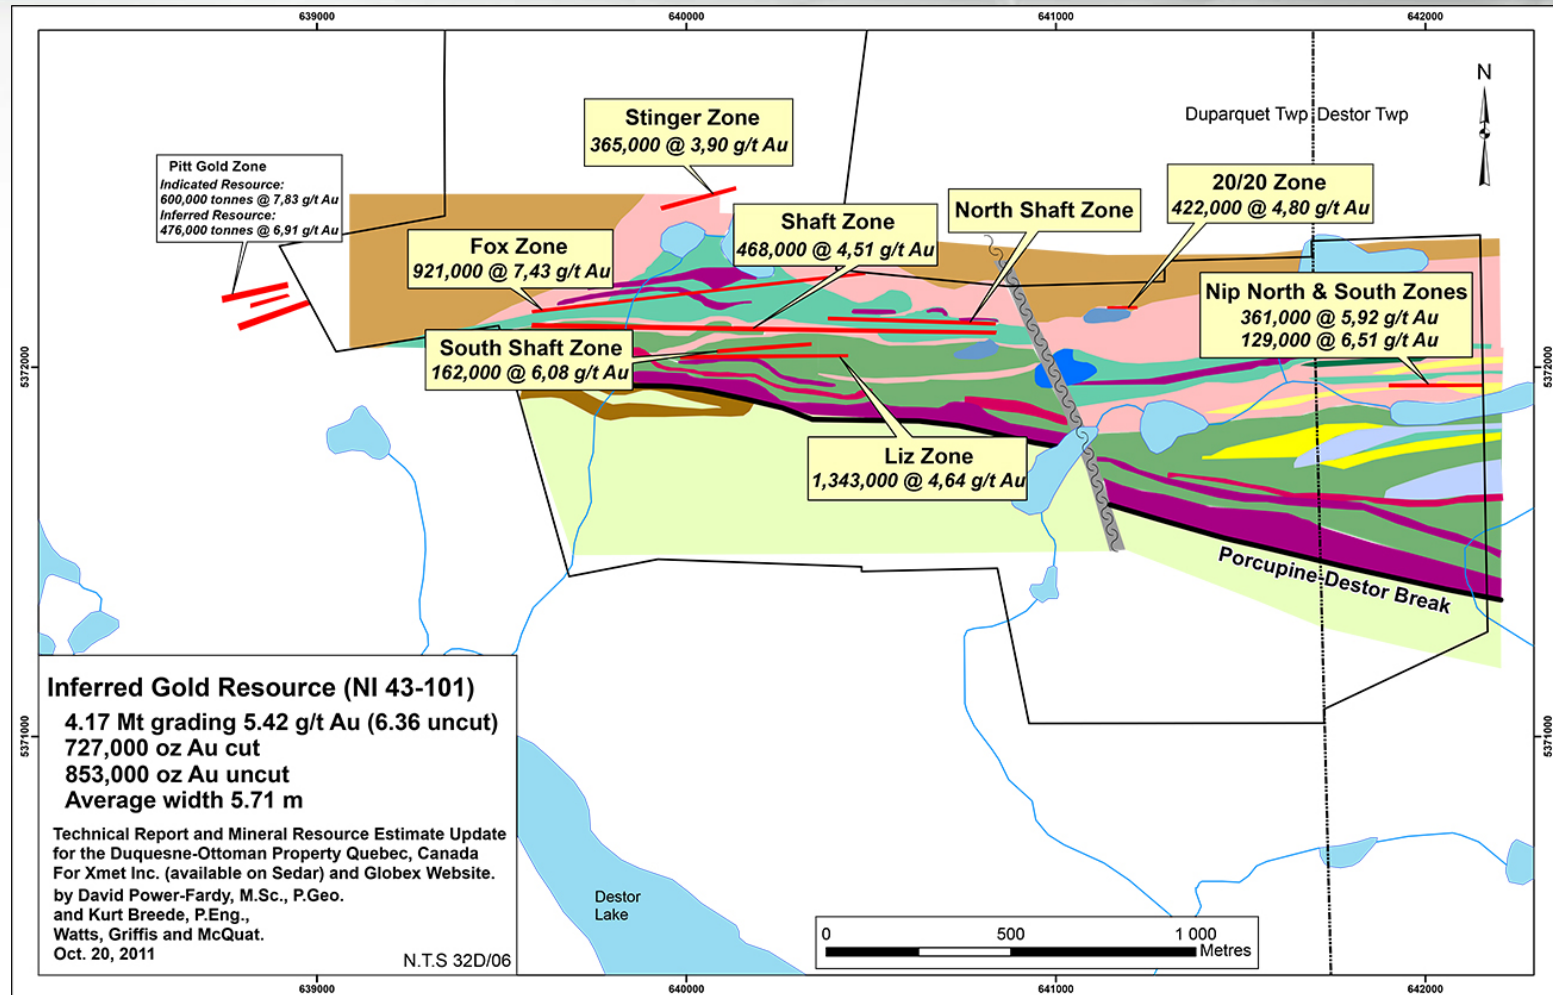 639000
640000
641000
642000
N
Duparquet Twp
Destor Twp
Stinger Zone
365,000 @ 3,90 g/t Au
Pitt Gold Zone
Indicated Resource:
600,000 tonnes @ 7,83 g/t Au
Inferred Resource:
476,000 tonnes @ 6,91 g/t Au
20/20 Zone
422,000 @ 4,80 g/t Au
North Shaft Zone
Shaft Zone
468,000 @ 4,51 g/t Au
Fox Zone
921,000 @ 7,43 g/t Au
Nip North & South Zones
361,000 @ 5,92 g/t Au
129,000 @ 6,51 g/t Au
South Shaft Zone
162,000 @ 6,08 g/t Au
5372000
5372000
Liz Zone
1,343,000 @ 4,64 g/t Au
Porcupine-Destor Break
Inferred Gold Resource (NI 43-101)
4.17 Mt grading 5.42 g/t Au (6.36 uncut)
727,000 oz Au cut
853,000 oz Au uncut
Average width 5.71 m
5371000
5371000
Technical Report and Mineral Resource Estimate Update
for the Duquesne-Ottoman Property Quebec, Canada
For Xmet Inc. (available on Sedar) and Globex Website.
by David Power-Fardy, M.Sc., P.Geo.
and Kurt Breede, P.Eng.,
Watts, Griffis and McQuat.
Oct. 20, 2011
N.T.S 32D/06
Destor
Lake
0
500
1 000
Metres
639000
640000
641000
642000